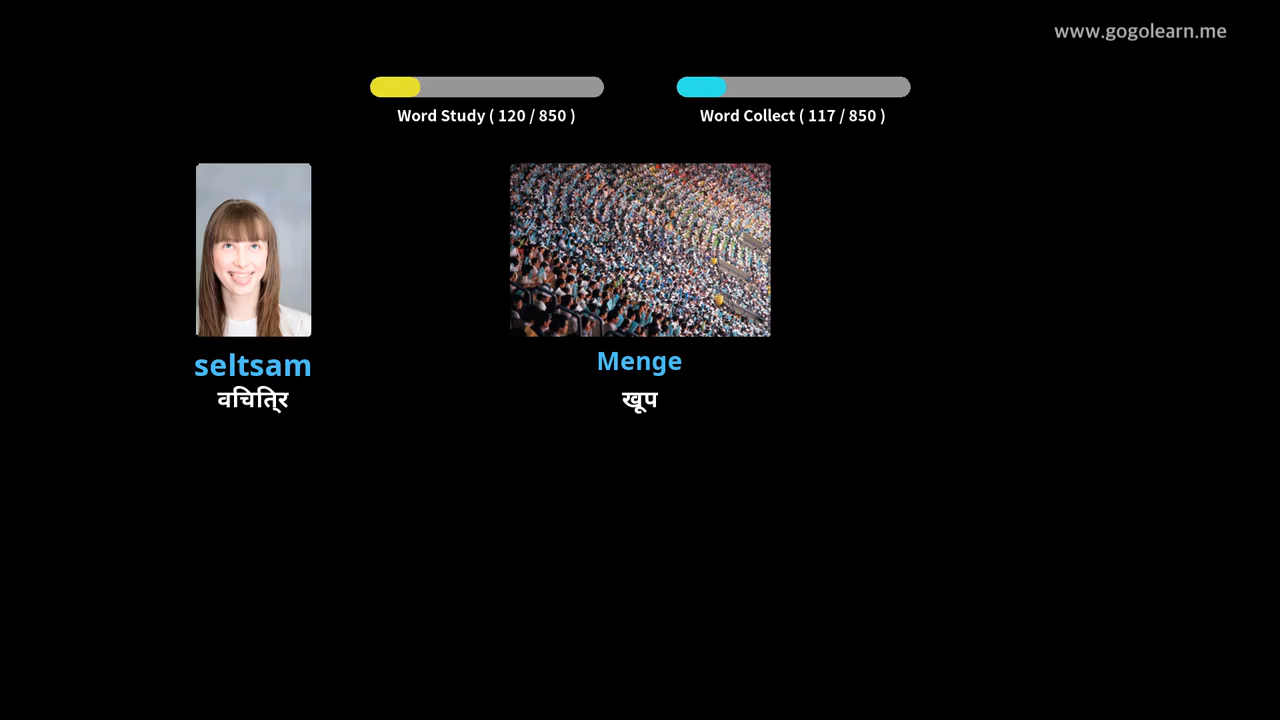 www.gogolearn.me
Word Study ( 120 / 850 )
Word Collect ( 117 / 850 )
seltsam
Menge
वचित्रि
खूप